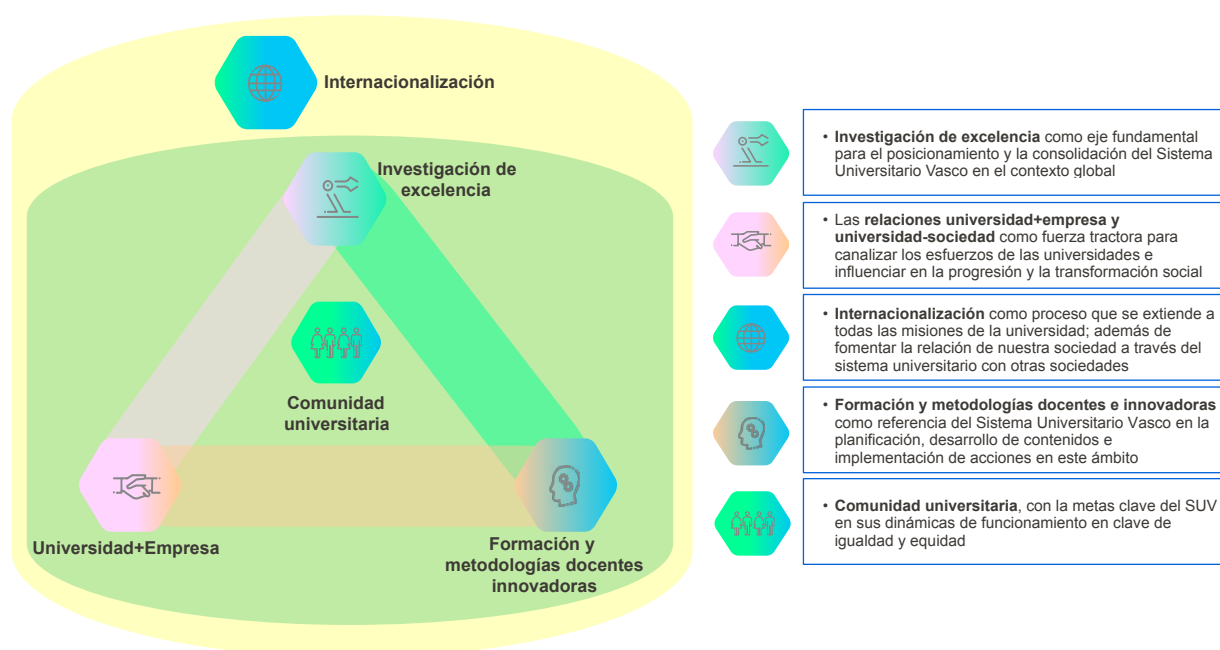 Internacionalización
Investigación de
excelencia
Comunidad
universitaria
Universidad+Empresa
Formación y
metodologías docentes
innovadoras
• Investigación de excelencia como eje fundamental
para el posicionamiento y la consolidación del Sistema
Universitario Vasco en el contexto global
• Las relaciones universidad+empresa y
universidad-sociedad como fuerza tractora para
canalizar los esfuerzos de las universidades e
influenciar en la progresión y la transformación social
• Internacionalización como proceso que se extiende a
todas las misiones de la universidad; además de
fomentar la relación de nuestra sociedad a través del
sistema universitario con otras sociedades
• Formación y metodologías docentes e innovadoras
como referencia del Sistema Universitario Vasco en la
planificación, desarrollo de contenidos e
implementación de acciones en este ámbito
• Comunidad universitaria, con la metas clave del SUV
en sus dinámicas de funcionamiento en clave de
igualdad y equidad